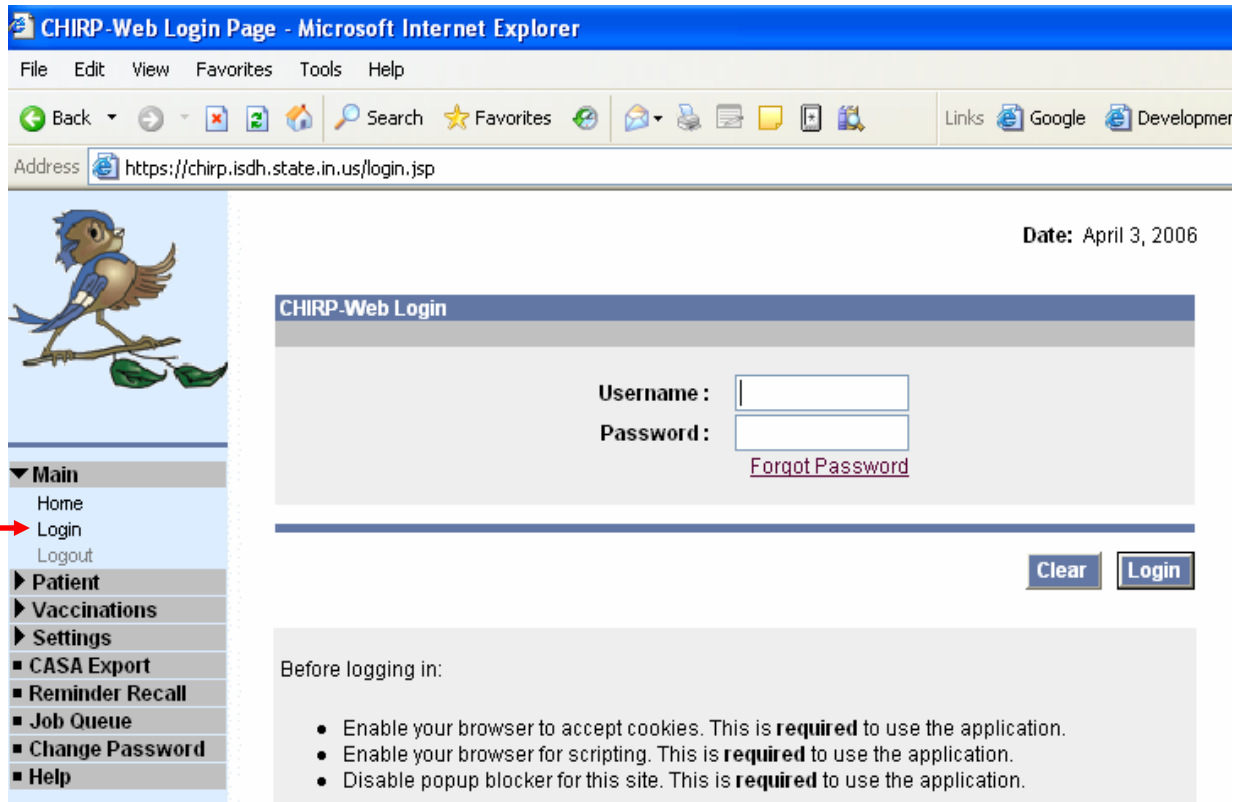 CHIRP-Web Login Page - Microsoft Internet Explorer
File Edit View Favorites Tools Help
Back Search Favorites Links Google Developmer
Address https://chirp.isdh.state.in.us/login.jsp
Date: April 3, 2006
CHIRP-Web Login
Username :
Password :
Forgot Password
Main
Home
Login
Logout
Patient
Vaccinations
Settings
CASA Export
Reminder Recall
Job Queue
Change Password
Help
Clear Login
Before logging in:
• Enable your browser to accept cookies. This is required to use the application.
• Enable your browser for scripting. This is required to use the application.
• Disable popup blocker for this site. This is required to use the application.